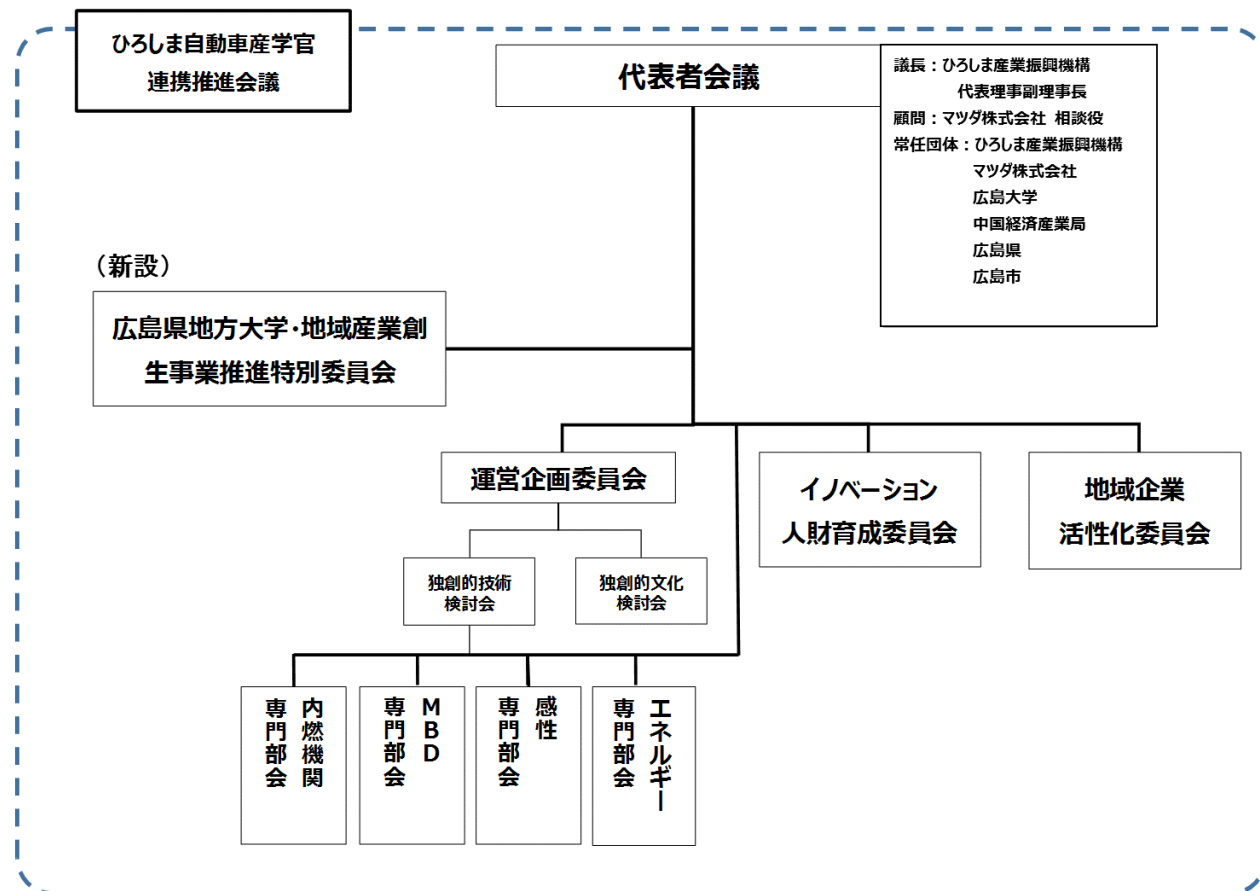 ひろしま自動車産学官
連携推進会議
代表者会議
議長：ひろしま産業振興機構
代表理事副理事長
顧問：マツダ株式会社 相談役
常任団体：ひろしま産業振興機構
マツダ株式会社
広島大学
中国経済産業局
広島県
広島市
（新設）
広島県地方大学・地域産業創
生事業推進特別委員会
運営企画委員会
イノベーション
人財育成委員会
地域企業
活性化委員会
独創的技術
検討会
独創的文化
検討会
内燃機関
専門部会
MBD
専門部会
感性
専門部会
エネルギー
専門部会